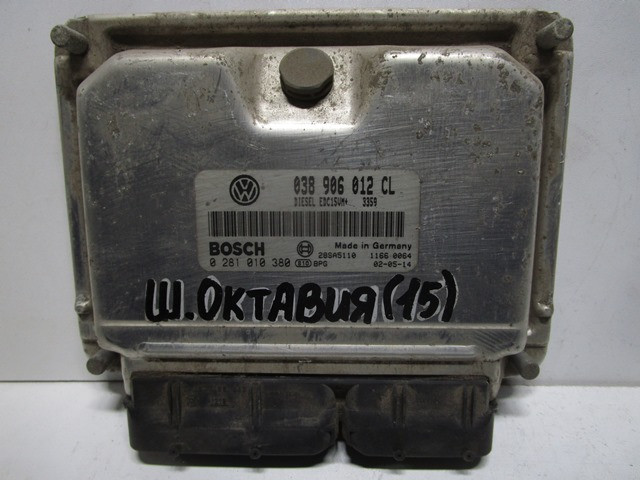 038 906 012 CL
DIESEL EDC15VM+ 3359
BOSCH
Made in Germany
28SA5110 1166 0064
0 281 010 380 BPG 02-05-14
Ш.ОКТАВИЯ(15)